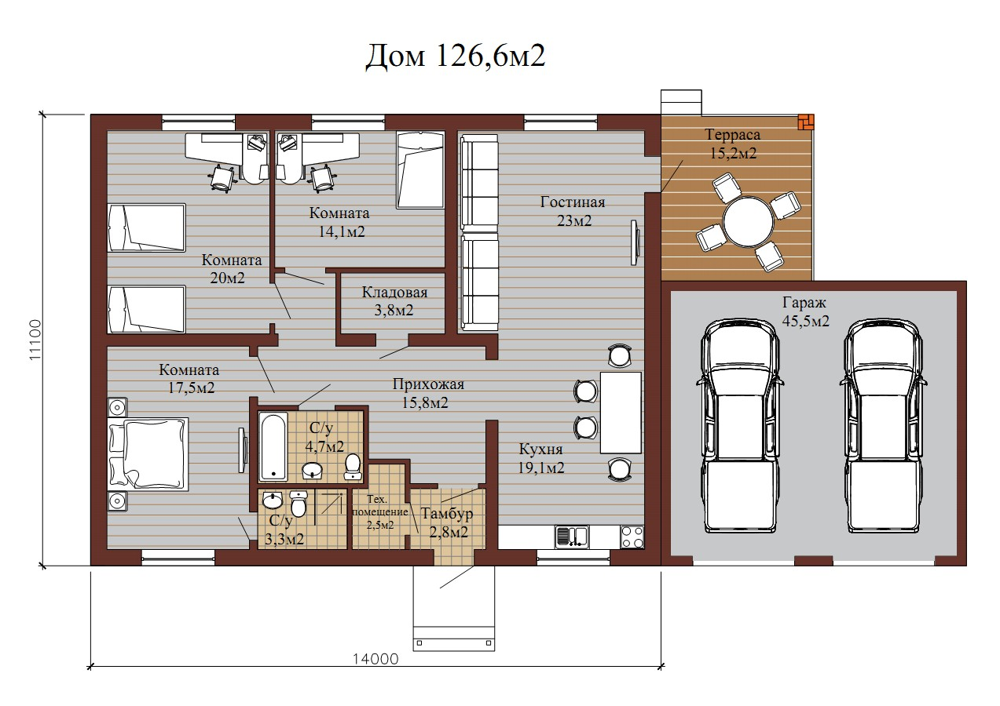 Дом 126,6м2
Терраса
15,2м2
Гостиная
23м2
Комната
14,1м2
Комната
20м2
Кладовая
3,8м2
Гараж
45,5м2
11100
Комната
17,5м2
Прихожая
15,8м2
С/у
4,7м2
Кухня
19,1м2
Тех.
помещение
2,5м2
Тамбур
2,8м2
С/у
3,3м2
14000